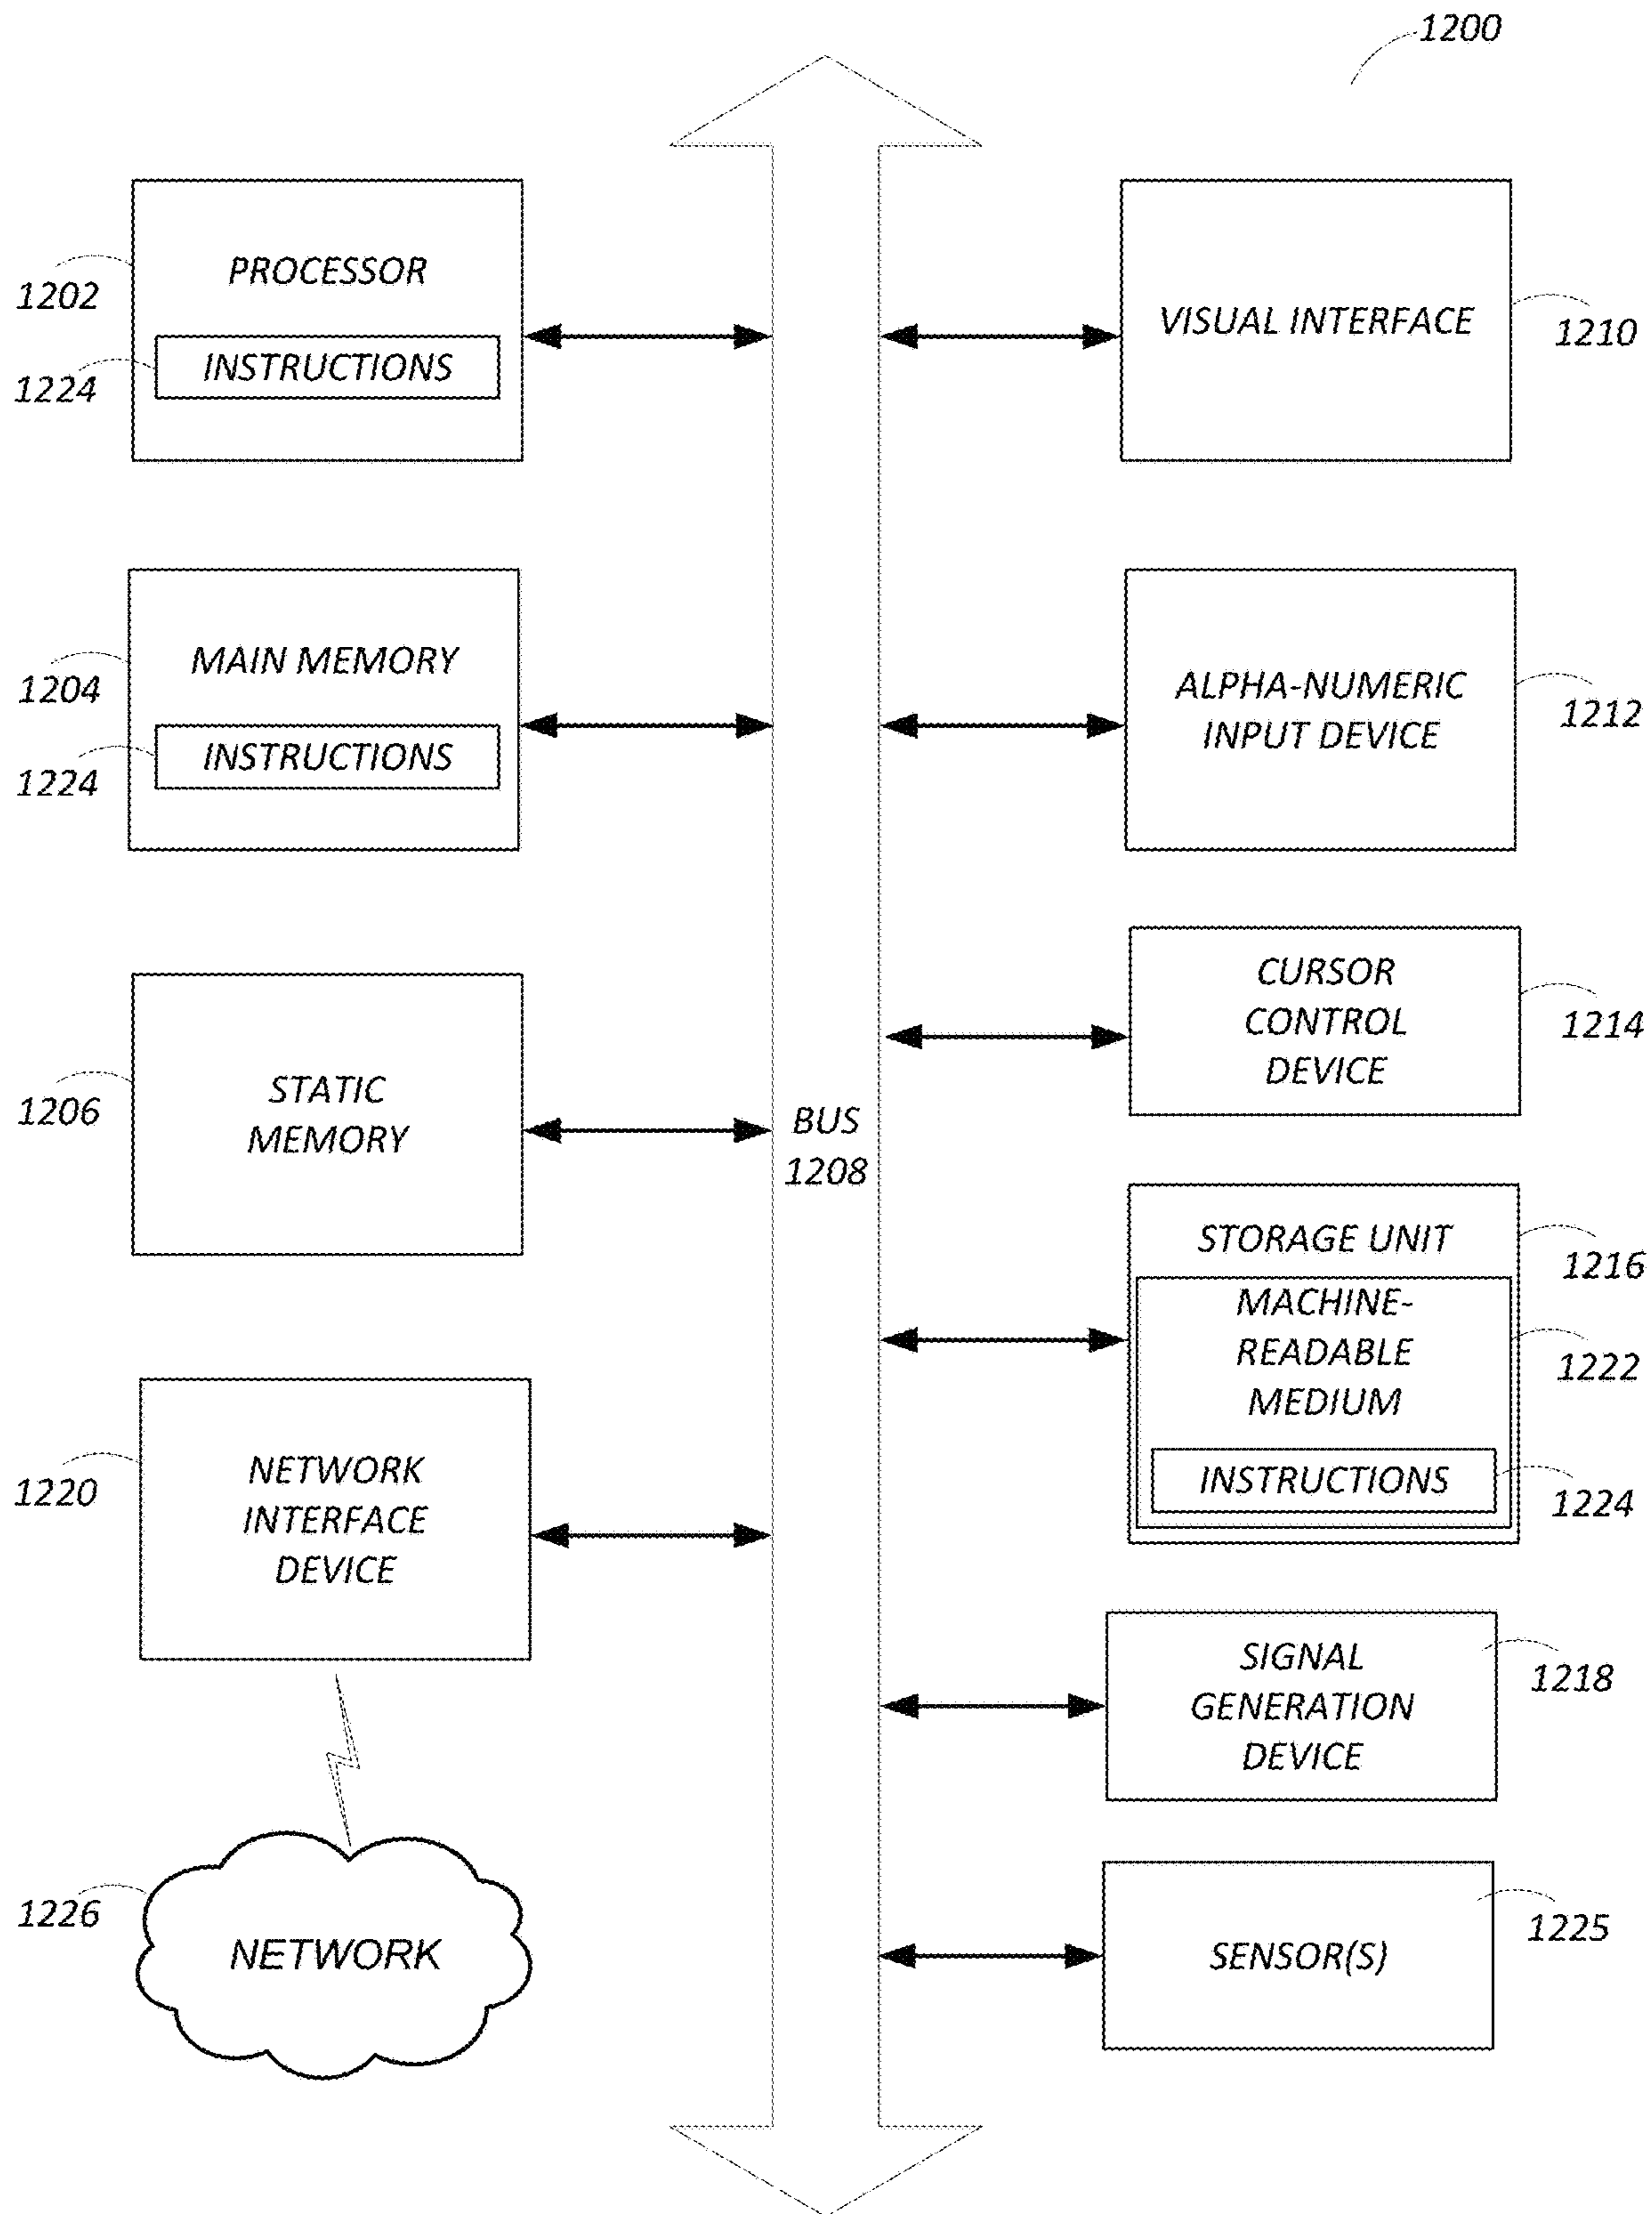 1200
PROCESSOR
1202
INSTRUCTIONS
1224
MAIN MEMORY
1204
INSTRUCTIONS
1224
STATIC
MEMORY
1206
NETWORK
INTERFACE
DEVICE
1220
NETWORK
1226
BUS
1208
VISUAL INTERFACE
1210
ALPHA-NUMERIC
INPUT DEVICE
1212
CURSOR
CONTROL
DEVICE
1214
STORAGE UNIT
1216
MACHINE-
READABLE
MEDIUM
1222
INSTRUCTIONS
1224
SIGNAL
GENERATION
DEVICE
1218
SENSOR(S)
1225